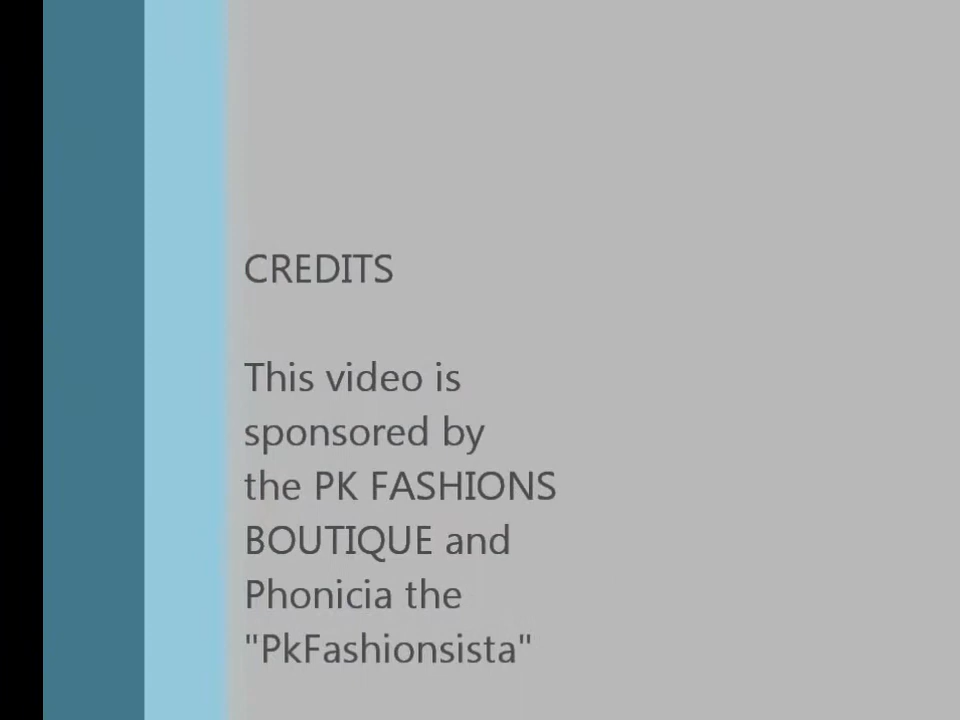 CREDITS
This video is
sponsored by
the PK FASHIONS
BOUTIQUE and
Phonicia the
"PkFashionsista"